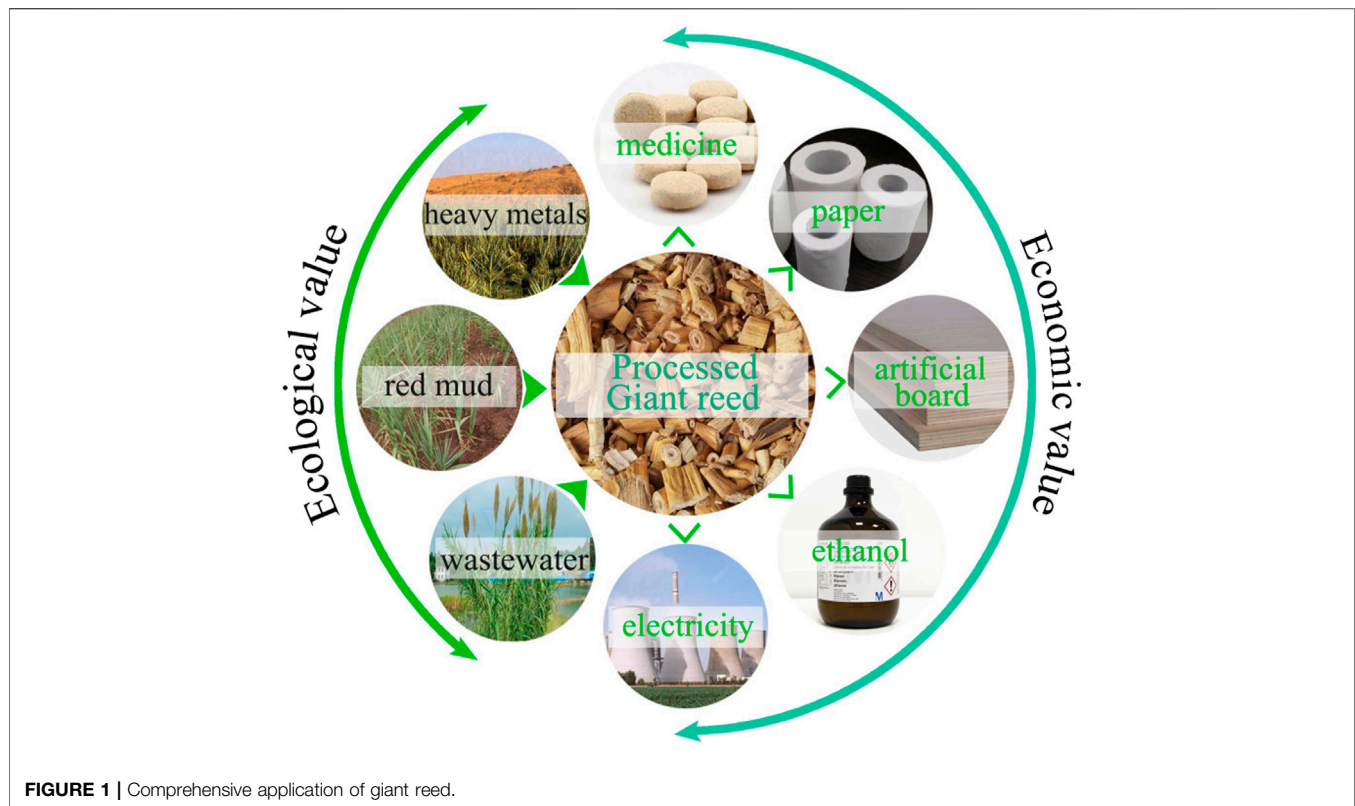 Ecological value
Economic value
medicine
heavy metals
paper
red mud
Processed
Giant reed
artificial
board
wastewater
ethanol
electricity
M
FIGURE 1 | Comprehensive application of giant reed.